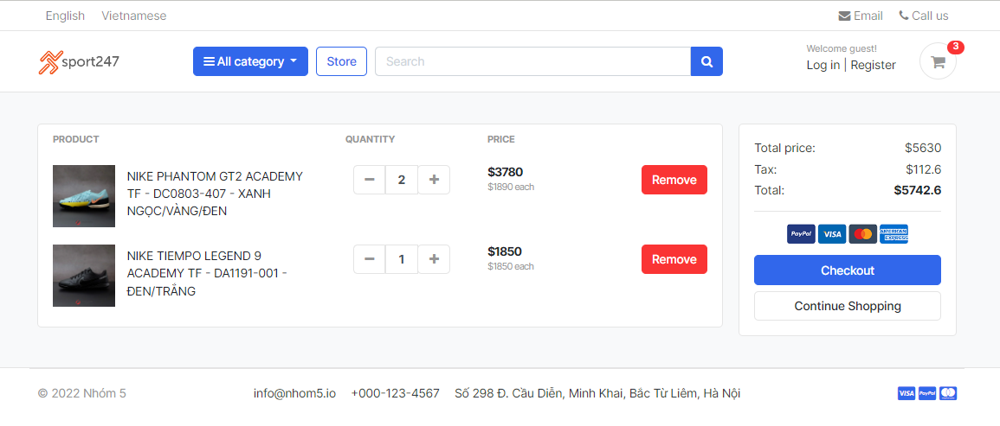 English Vietnamese Email Call us
sport247 All category Store Search Welcome guest! 3
Log in | Register
PRODUCT QUANTITY PRICE
NIKE PHANTOM GT2 ACADEMY
TF - DC0803-407 - XANH
NGỌC/VÀNG/ĐEN
2
$3780
$1890 each
Remove
NIKE TIEMPO LEGEND 9
ACADEMY TF - DA1191-001 -
ĐEN/TRẮNG
1
$1850
$1850 each
Remove
Total price: $5630
Tax: $112.6
Total: $5742.6
PayPal VISA AMERICAN EXPRESS
Checkout
Continue Shopping
© 2022 Nhóm 5 info@nhom5.io +000-123-4567 Số 298 Đ. Cầu Diễn, Minh Khai, Bắc Từ Liêm, Hà Nội VISA PayPal